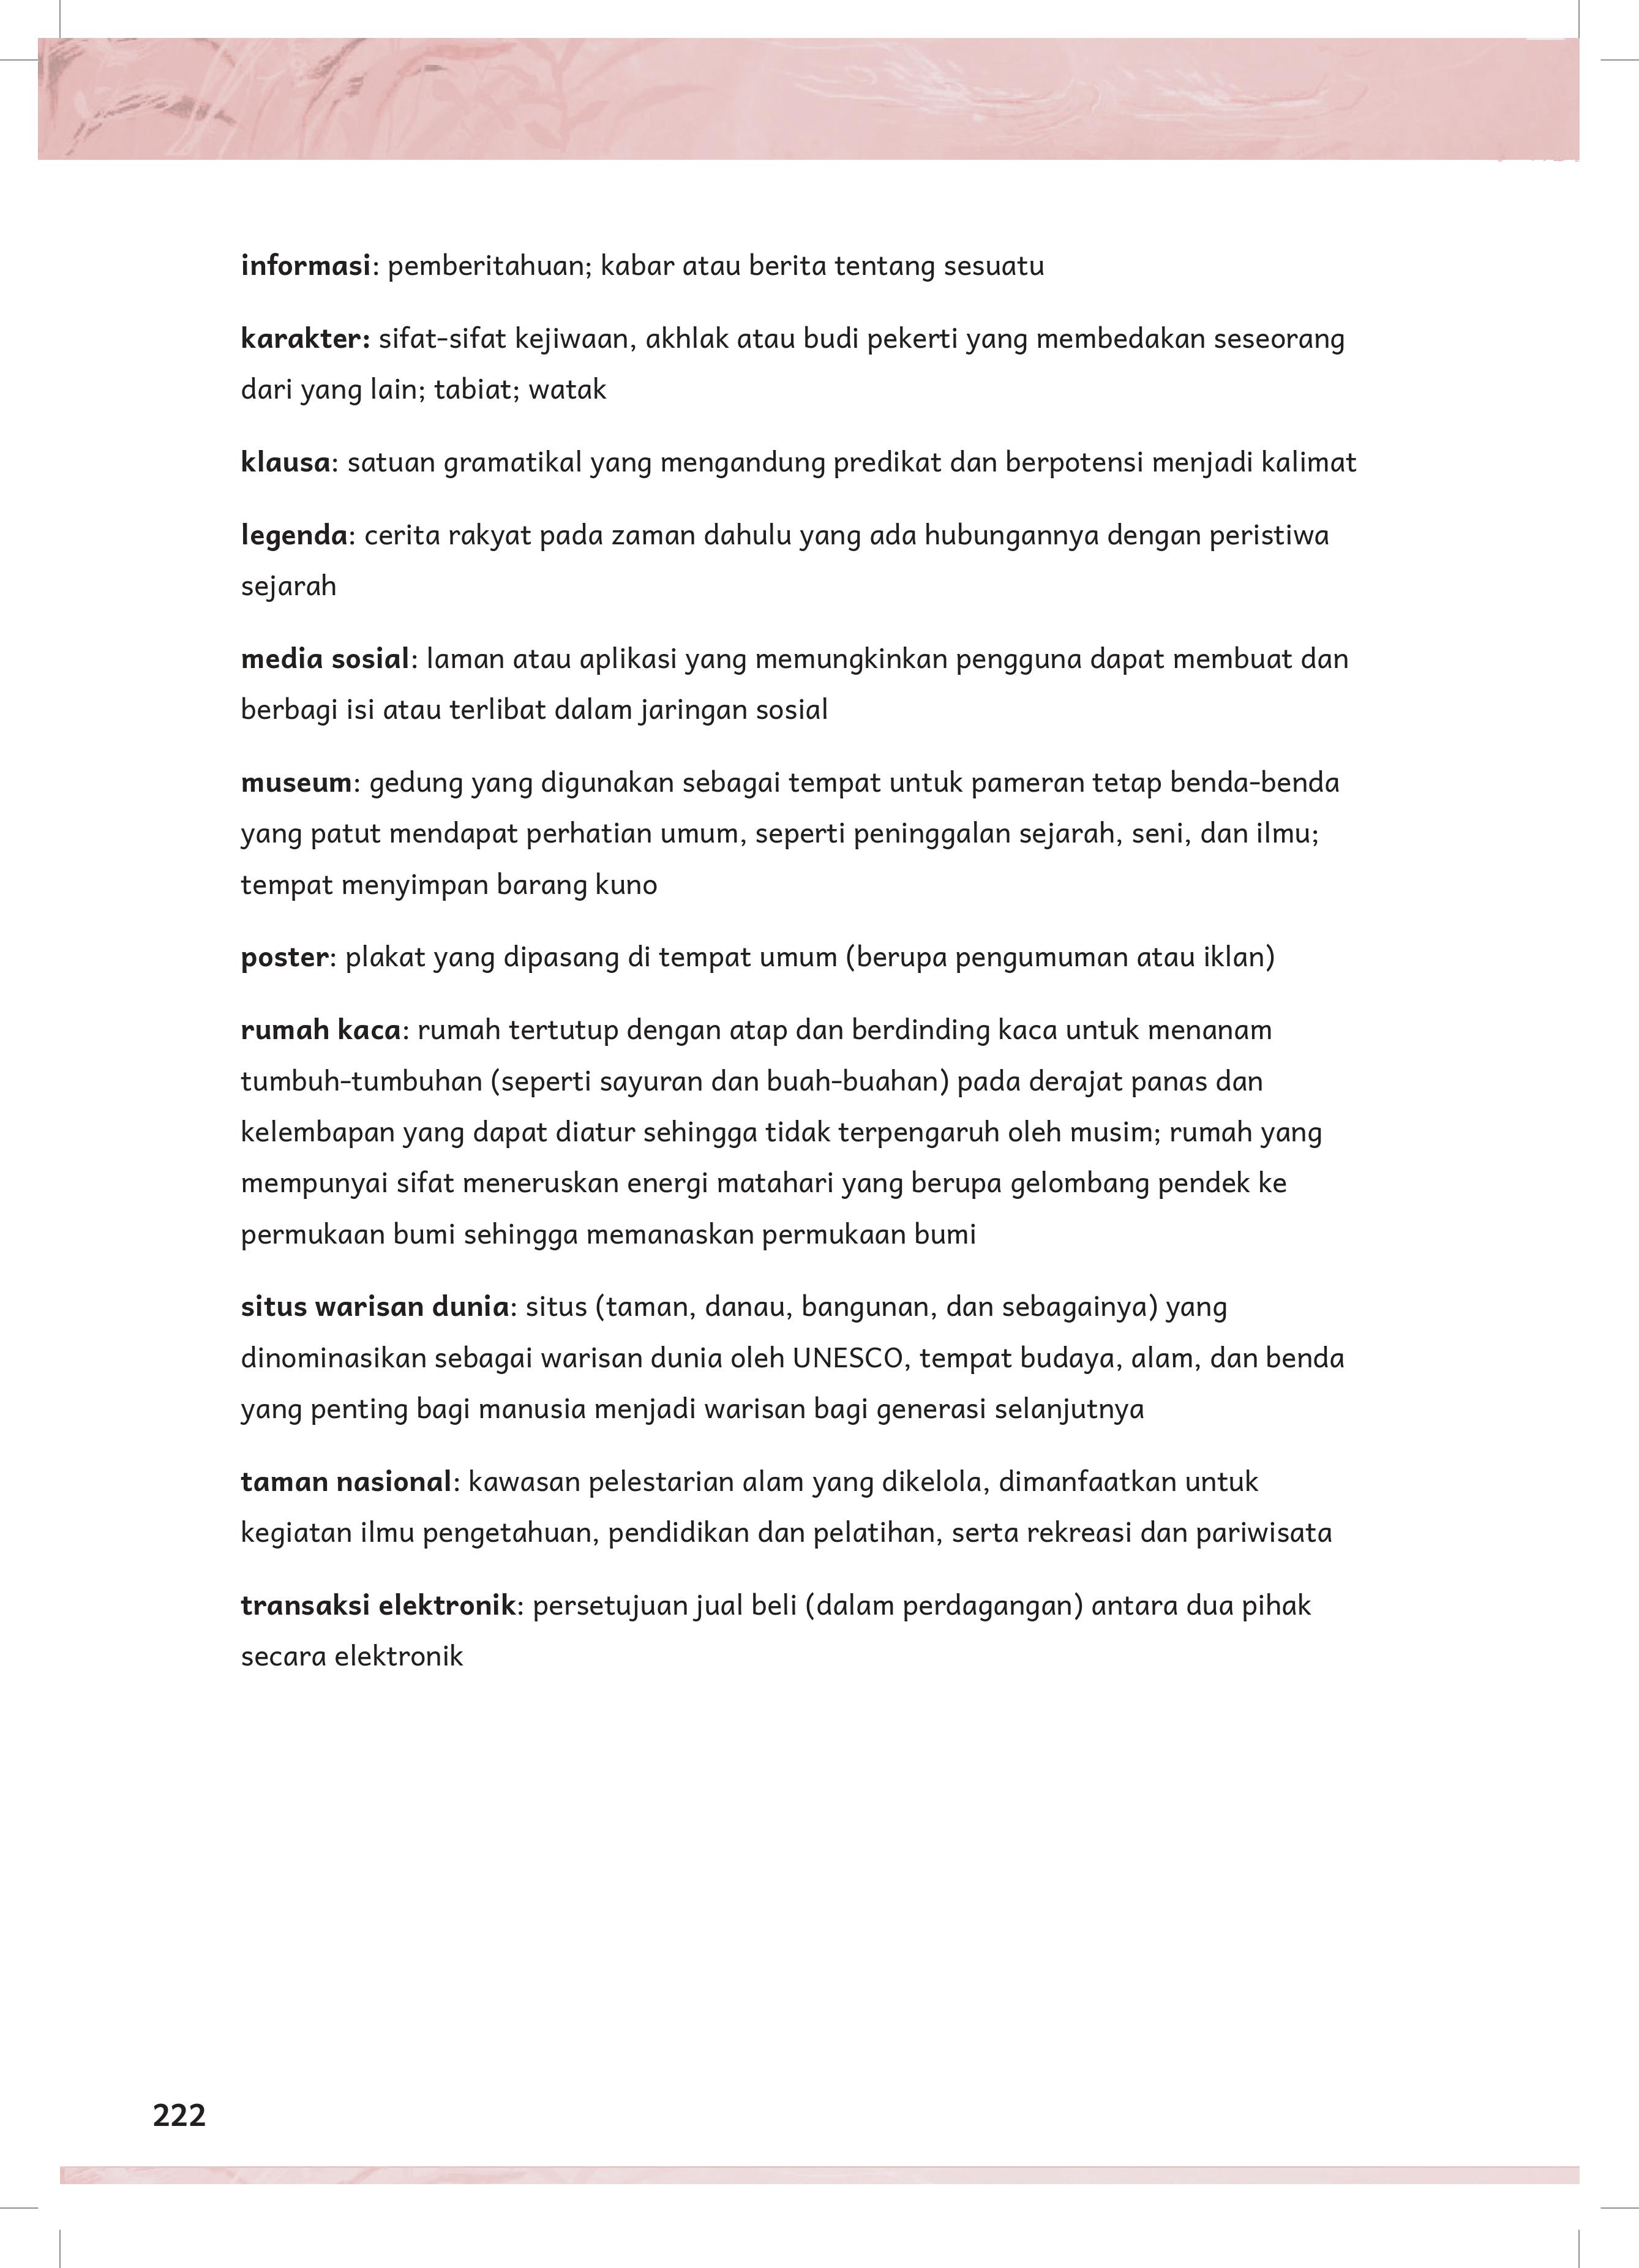 informasi: pemberitahuan; kabar atau berita tentang sesuatu
karakter: sifat-sifat kejiwaan, akhlak atau budi pekerti yang membedakan seseorang
dari yang lain; tabiat; watak
klausa: satuan gramatikal yang mengandung predikat dan berpotensi menjadi kalimat
legenda: cerita rakyat pada zaman dahulu yang ada hubungannya dengan peristiwa
sejarah
media sosial: laman atau aplikasi yang memungkinkan pengguna dapat membuat dan
berbagi isi atau terlibat dalam jaringan sosial
museum: gedung yang digunakan sebagai tempat untuk pameran tetap benda-benda
yang patut mendapat perhatian umum, seperti peninggalan sejarah, seni, dan ilmu;
tempat menyimpan barang kuno
poster: plakat yang dipasang di tempat umum (berupa pengumuman atau iklan)
rumah kaca: rumah tertutup dengan atap dan berdinding kaca untuk menanam
tumbuh-tumbuhan (seperti sayuran dan buah-buahan) pada derajat panas dan
kelembapan yang dapat diatur sehingga tidak terpengaruh oleh musim; rumah yang
mempunyai sifat meneruskan energi matahari yang berupa gelombang pendek ke
permukaan bumi sehingga memanaskan permukaan bumi
situs warisan dunia: situs (taman, danau, bangunan, dan sebagainya) yang
dinominasikan sebagai warisan dunia oleh UNESCO, tempat budaya, alam, dan benda
yang penting bagi manusia menjadi warisan bagi generasi selanjutnya
taman nasional: kawasan pelestarian alam yang dikelola, dimanfaatkan untuk
kegiatan ilmu pengetahuan, pendidikan dan pelatihan, serta rekreasi dan pariwisata
transaksi elektronik: persetujuan jual beli (dalam perdagangan) antara dua pihak
secara elektronik
222